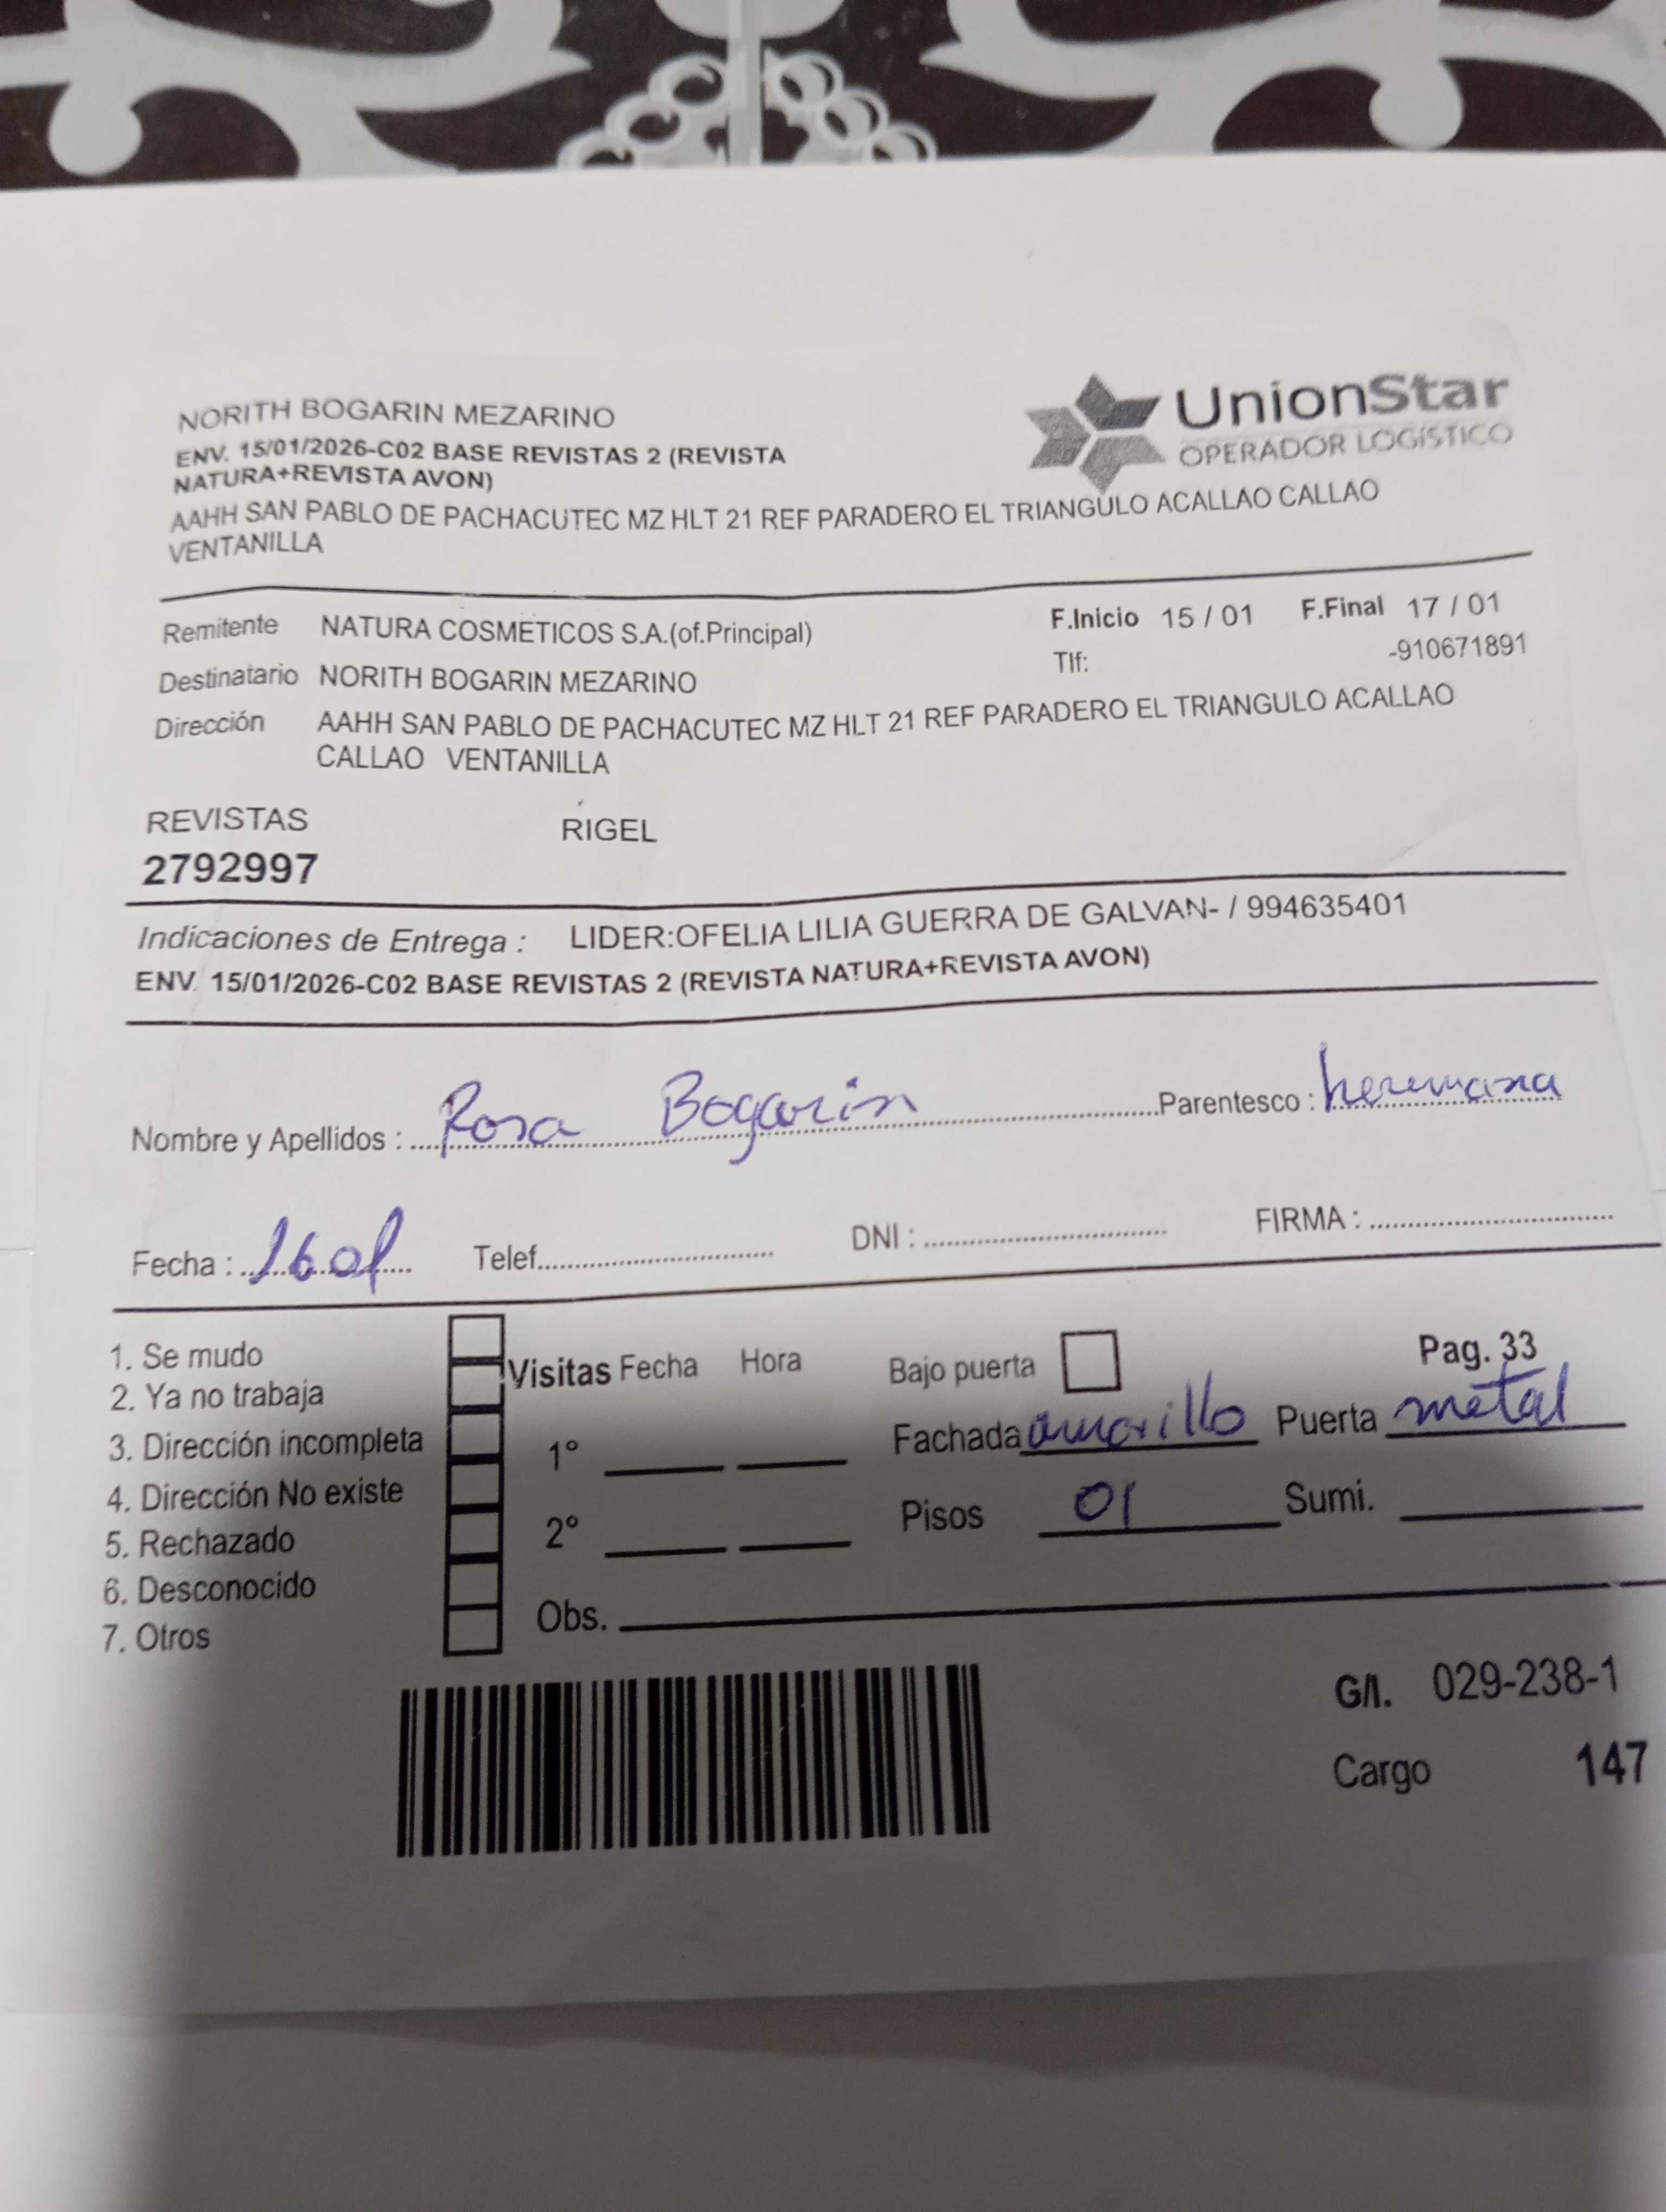 NORITH BOGARIN MEZARINO
ENV. 15/01/2026-C02 BASE REVISTAS 2 (REVISTA
NATURA+REVISTA AVON)
AAHH SAN PABLO DE PACHACUTEC MZ HLT 21 REF PARADERO EL TRIANGULO ACALLAO CALLAO
VENTANILLA
UnionStar
OPERADOR LOGÍSTICO
Remitente NATURA COSMETICOS S.A.(of.Principal) F.Inicio 15 / 01 F.Final 17 / 01
Tlf: -910671891
Destinatario NORITH BOGARIN MEZARINO
Dirección AAHH SAN PABLO DE PACHACUTEC MZ HLT 21 REF PARADERO EL TRIANGULO ACALLAO
CALLAO VENTANILLA
REVISTAS RIGEL
2792997
Indicaciones de Entrega : LIDER:OFELIA LILIA GUERRA DE GALVAN- / 994635401
ENV. 15/01/2026-C02 BASE REVISTAS 2 (REVISTA NATURA+REVISTA AVON)
Nombre y Apellidos : Rosa Bogarin Parentesco : hermana
Fecha : 16 01 Telef. DNI : FIRMA :
1. Se mudo
2. Ya no trabaja
3. Dirección incompleta
4. Dirección No existe
5. Rechazado
6. Desconocido
7. Otros
Visitas Fecha Hora
1°
2°
Obs.
Bajo puerta Pag. 33
Fachada amarillo Puerta metal
Pisos 01 Sumi.
G/I. 029-238-1
Cargo 147